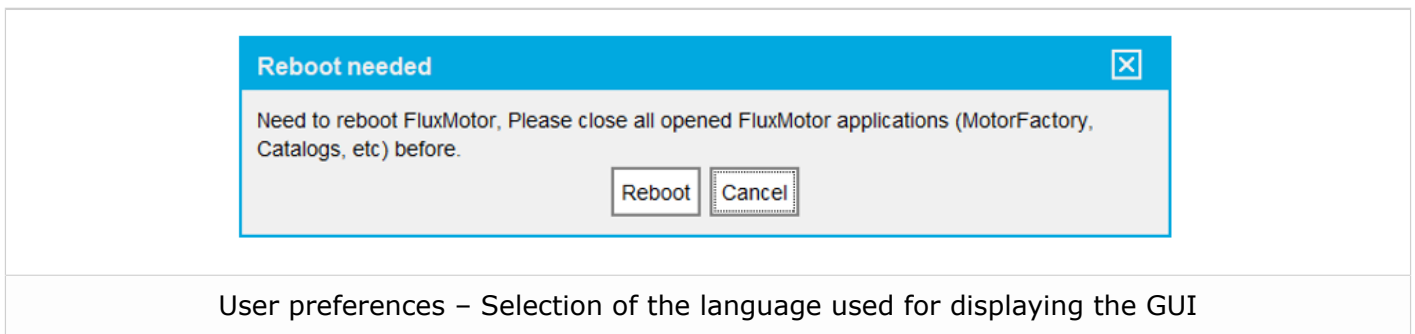 Reboot needed
Need to reboot FluxMotor, Please close all opened FluxMotor applications (MotorFactory,
Catalogs, etc) before.
Reboot Cancel
User preferences – Selection of the language used for displaying the GUI